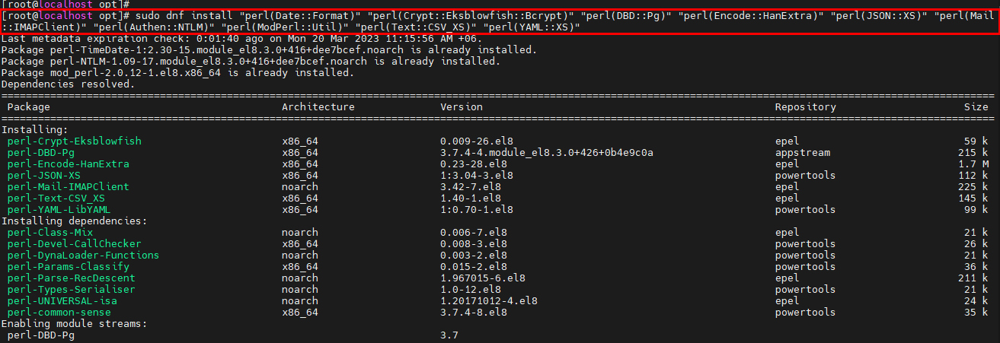 [root@localhost opt]#
[root@localhost opt]# sudo dnf install "perl(Date::Format)" "perl(Crypt::Eksblowfish::Bcrypt)" "perl(DBD::Pg)" "perl(Encode::HanExtra)" "perl(JSON::XS)" "perl(Mail
::IMAPClient)" "perl(Authen::NTLM)" "perl(ModPerl::Util)" "perl(Text::CSV_XS)" "perl(YAML::XS)"
Last metadata expiration check: 0:01:40 ago on Mon 20 Mar 2023 11:15:56 AM +06.
Package perl-TimeDate-1:2.30-15.module_el8.3.0+416+dee7bcef.noarch is already installed.
Package perl-NTLM-1.09-17.module_el8.3.0+416+dee7bcef.noarch is already installed.
Package mod_perl-2.0.12-1.el8.x86_64 is already installed.
Dependencies resolved.
Package Architecture Version Repository Size
Installing:
perl-Crypt-Eksblowfish x86_64 0.009-26.el8 epel 59 k
perl-DBD-Pg x86_64 3.7.4-4.module_el8.3.0+426+0b4e9c0a appstream 215 k
perl-Encode-HanExtra x86_64 0.23-28.el8 epel 1.7 M
perl-JSON-XS x86_64 1:3.04-3.el8 powertools 112 k
perl-Mail-IMAPClient noarch 3.42-7.el8 epel 225 k
perl-Text-CSV_XS x86_64 1.40-1.el8 epel 145 k
perl-YAML-LibYAML x86_64 1:0.70-1.el8 powertools 99 k
Installing dependencies:
perl-Class-Mix noarch 0.006-7.el8 epel 21 k
perl-Devel-CallChecker x86_64 0.008-3.el8 powertools 26 k
perl-DynaLoader-Functions noarch 0.003-2.el8 powertools 21 k
perl-Params-Classify x86_64 0.015-2.el8 powertools 36 k
perl-Parse-RecDescent noarch 1.967015-6.el8 epel 211 k
perl-Types-Serialiser noarch 1.0-12.el8 powertools 21 k
perl-UNIVERSAL-isa noarch 1.20171012-4.el8 epel 24 k
perl-common-sense x86_64 3.7.4-8.el8 powertools 35 k
Enabling module streams:
perl-DBD-Pg 3.7